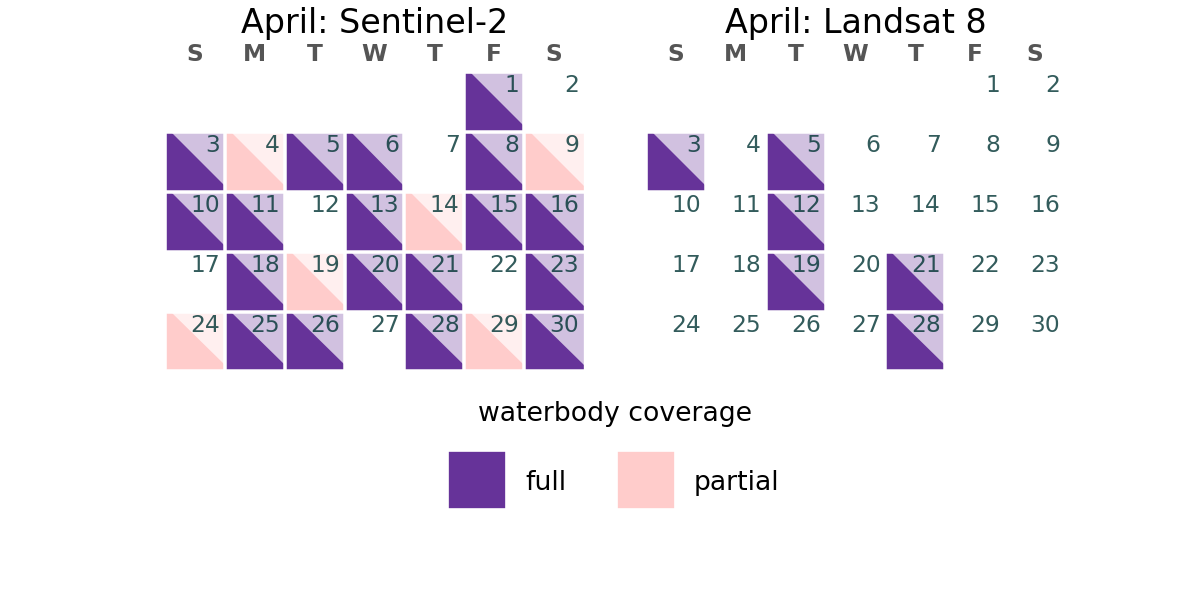 April: Sentinel-2
S M T W T F S
1 2
3 4 5 6 7 8 9
10 11 12 13 14 15 16
17 18 19 20 21 22 23
24 25 26 27 28 29 30
April: Landsat 8
S M T W T F S
1 2
3 4 5 6 7 8 9
10 11 12 13 14 15 16
17 18 19 20 21 22 23
24 25 26 27 28 29 30
waterbody coverage
full
partial